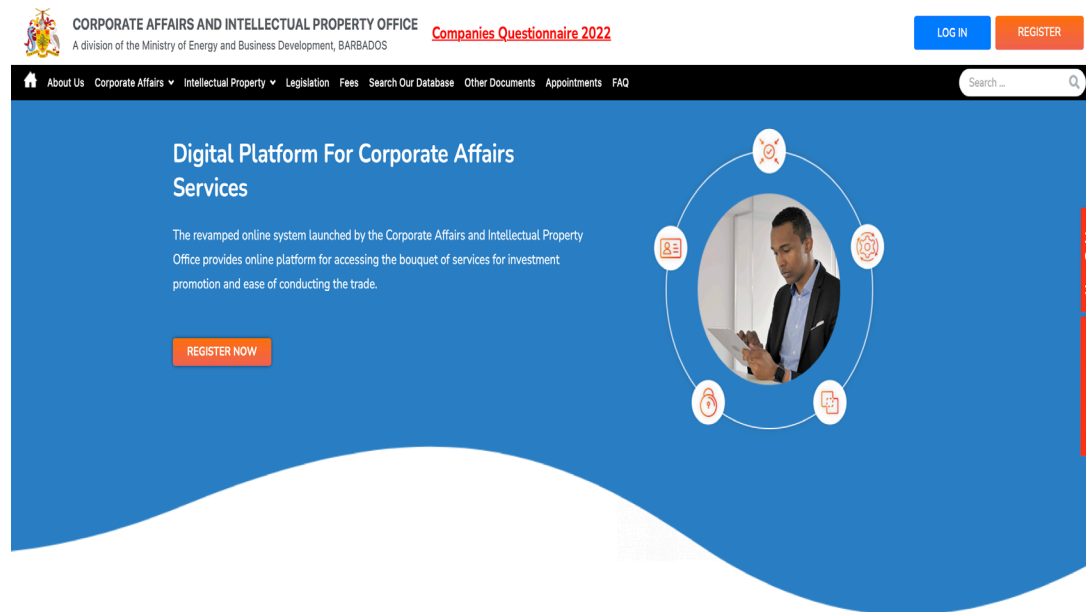 CORPORATE AFFAIRS AND INTELLECTUAL PROPERTY OFFICE
A division of the Ministry of Energy and Business Development, BARBADOS
Companies Questionnaire 2022
LOG IN
REGISTER
About Us Corporate Affairs Intellectual Property Legislation Fees Search Our Database Other Documents Appointments FAQ
Search ...
Digital Platform For Corporate Affairs
Services
The revamped online system launched by the Corporate Affairs and Intellectual Property
Office provides online platform for accessing the bouquet of services for investment
promotion and ease of conducting the trade.
REGISTER NOW